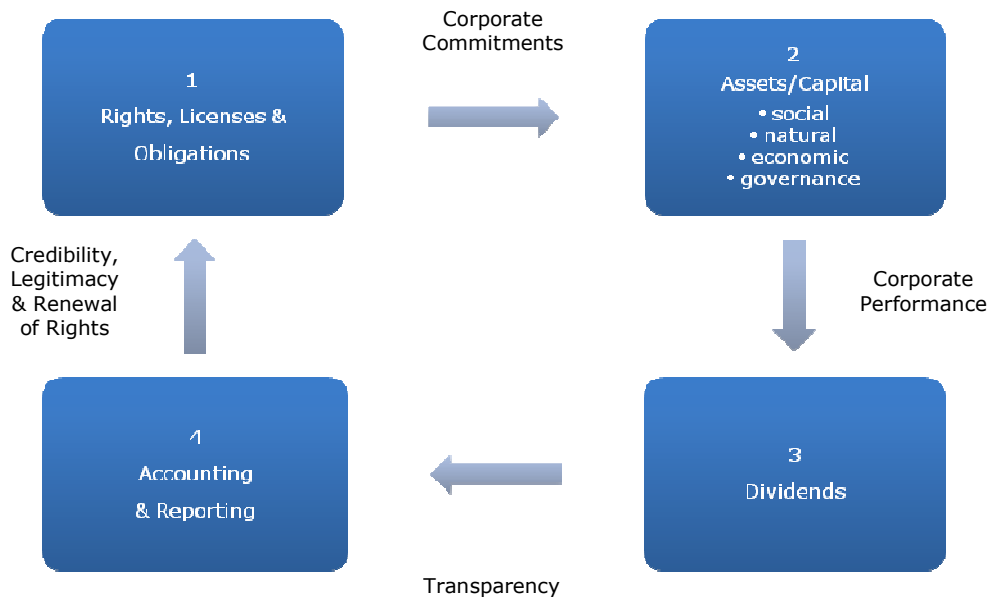 Corporate
Commitments
1
Rights, Licenses &
Obligations
2
Assets/Capital
• social
• natural
• economic
• governance
Credibility,
Legitimacy
& Renewal
of Rights
Corporate
Performance
4
Accounting
& Reporting
3
Dividends
Transparency